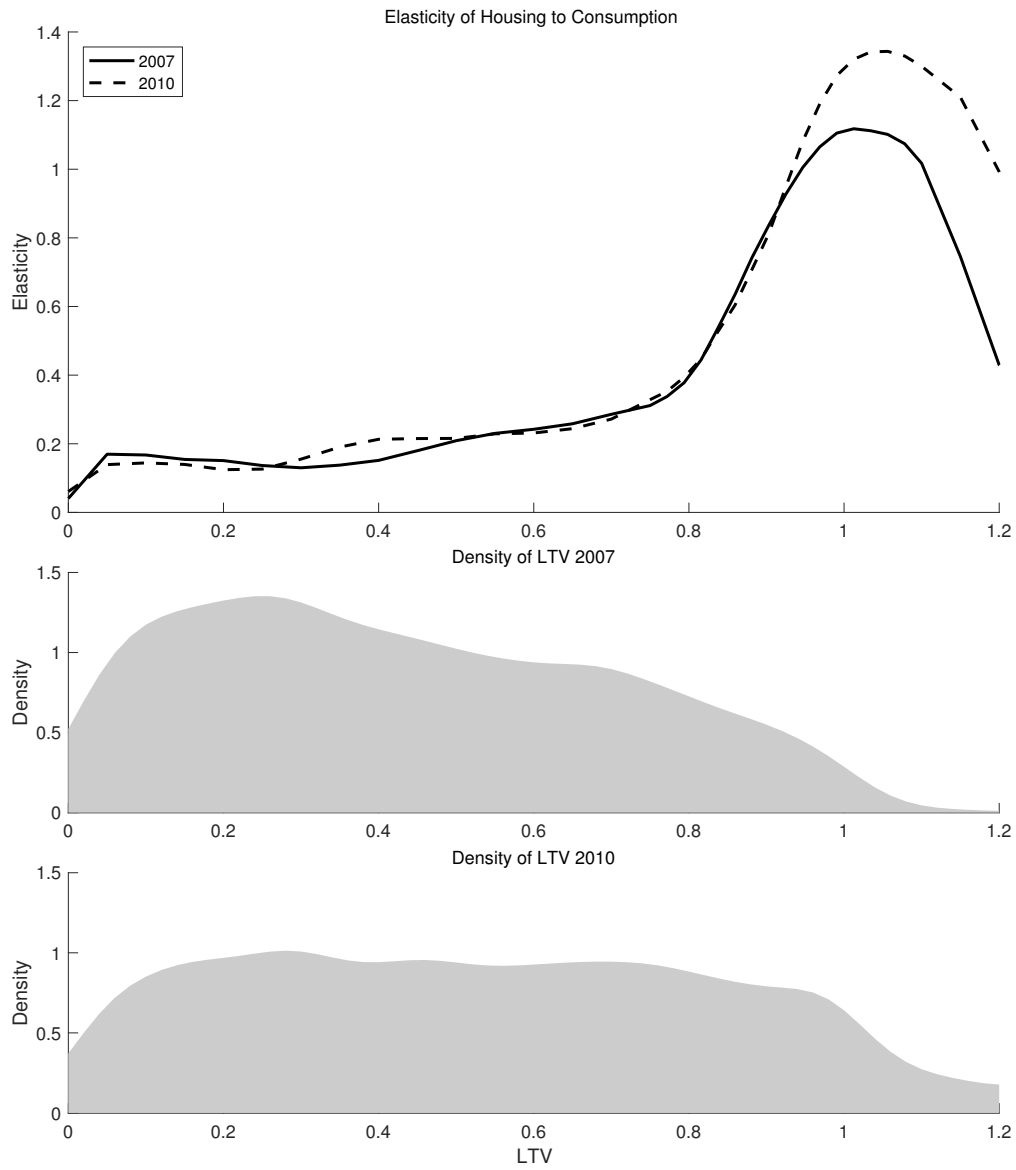 Elasticity of Housing to Consumption
1.4
1.2
1
0.8
0.6
0.4
0.2
0
Elasticity
2007
2010
0 0.2 0.4 0.6 0.8 1 1.2
Density of LTV 2007
1.5
1
0.5
0
Density
0 0.2 0.4 0.6 0.8 1 1.2
Density of LTV 2010
1.5
1
0.5
0
Density
0 0.2 0.4 0.6 0.8 1 1.2
LTV